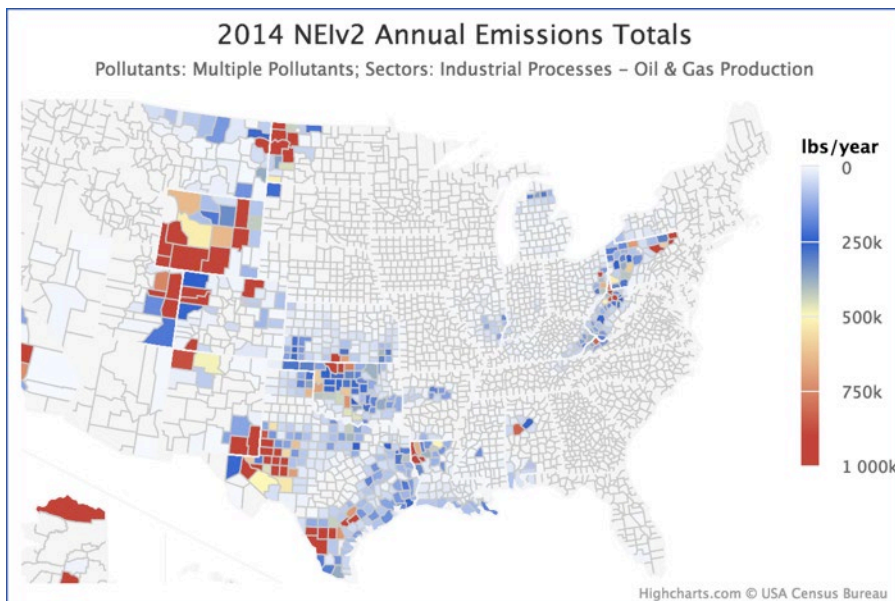 2014 NEIv2 Annual Emissions Totals
Pollutants: Multiple Pollutants; Sectors: Industrial Processes – Oil & Gas Production
lbs/year
0
250k
500k
750k
1 000k
Highcharts.com © USA Census Bureau